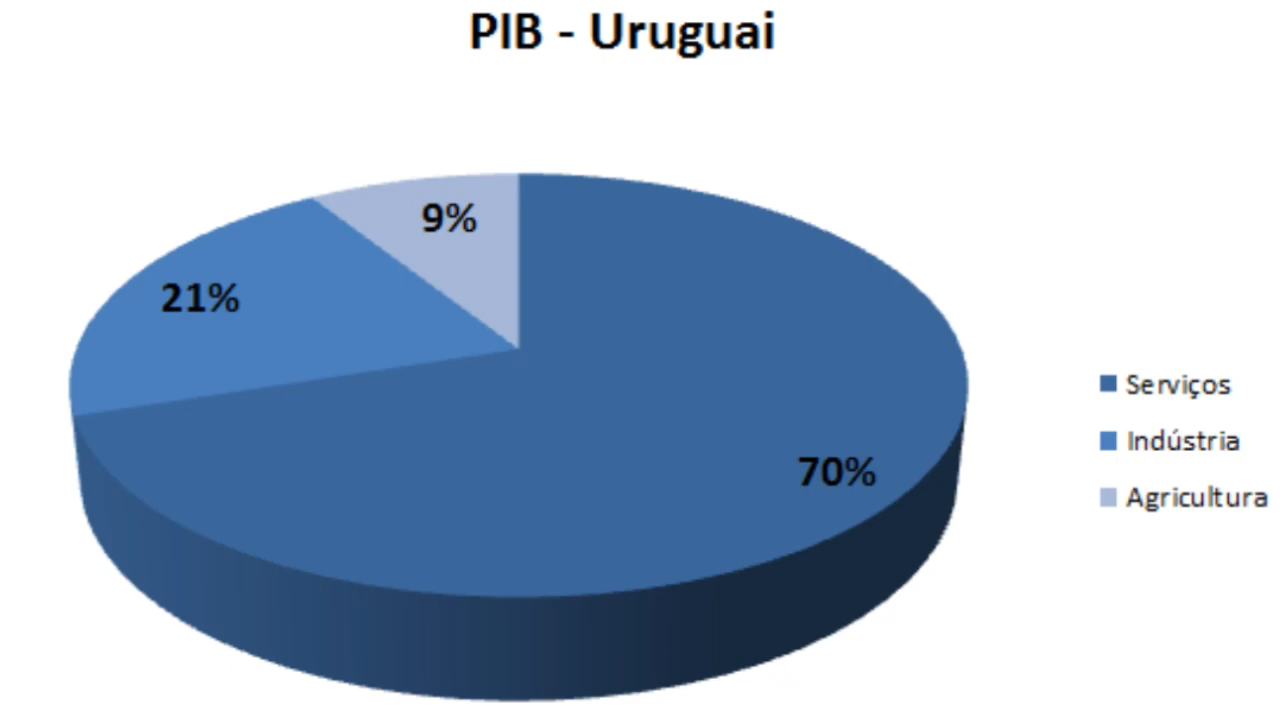 PIB - Uruguai
9%
21%
70%
Serviços
Indústria
Agricultura